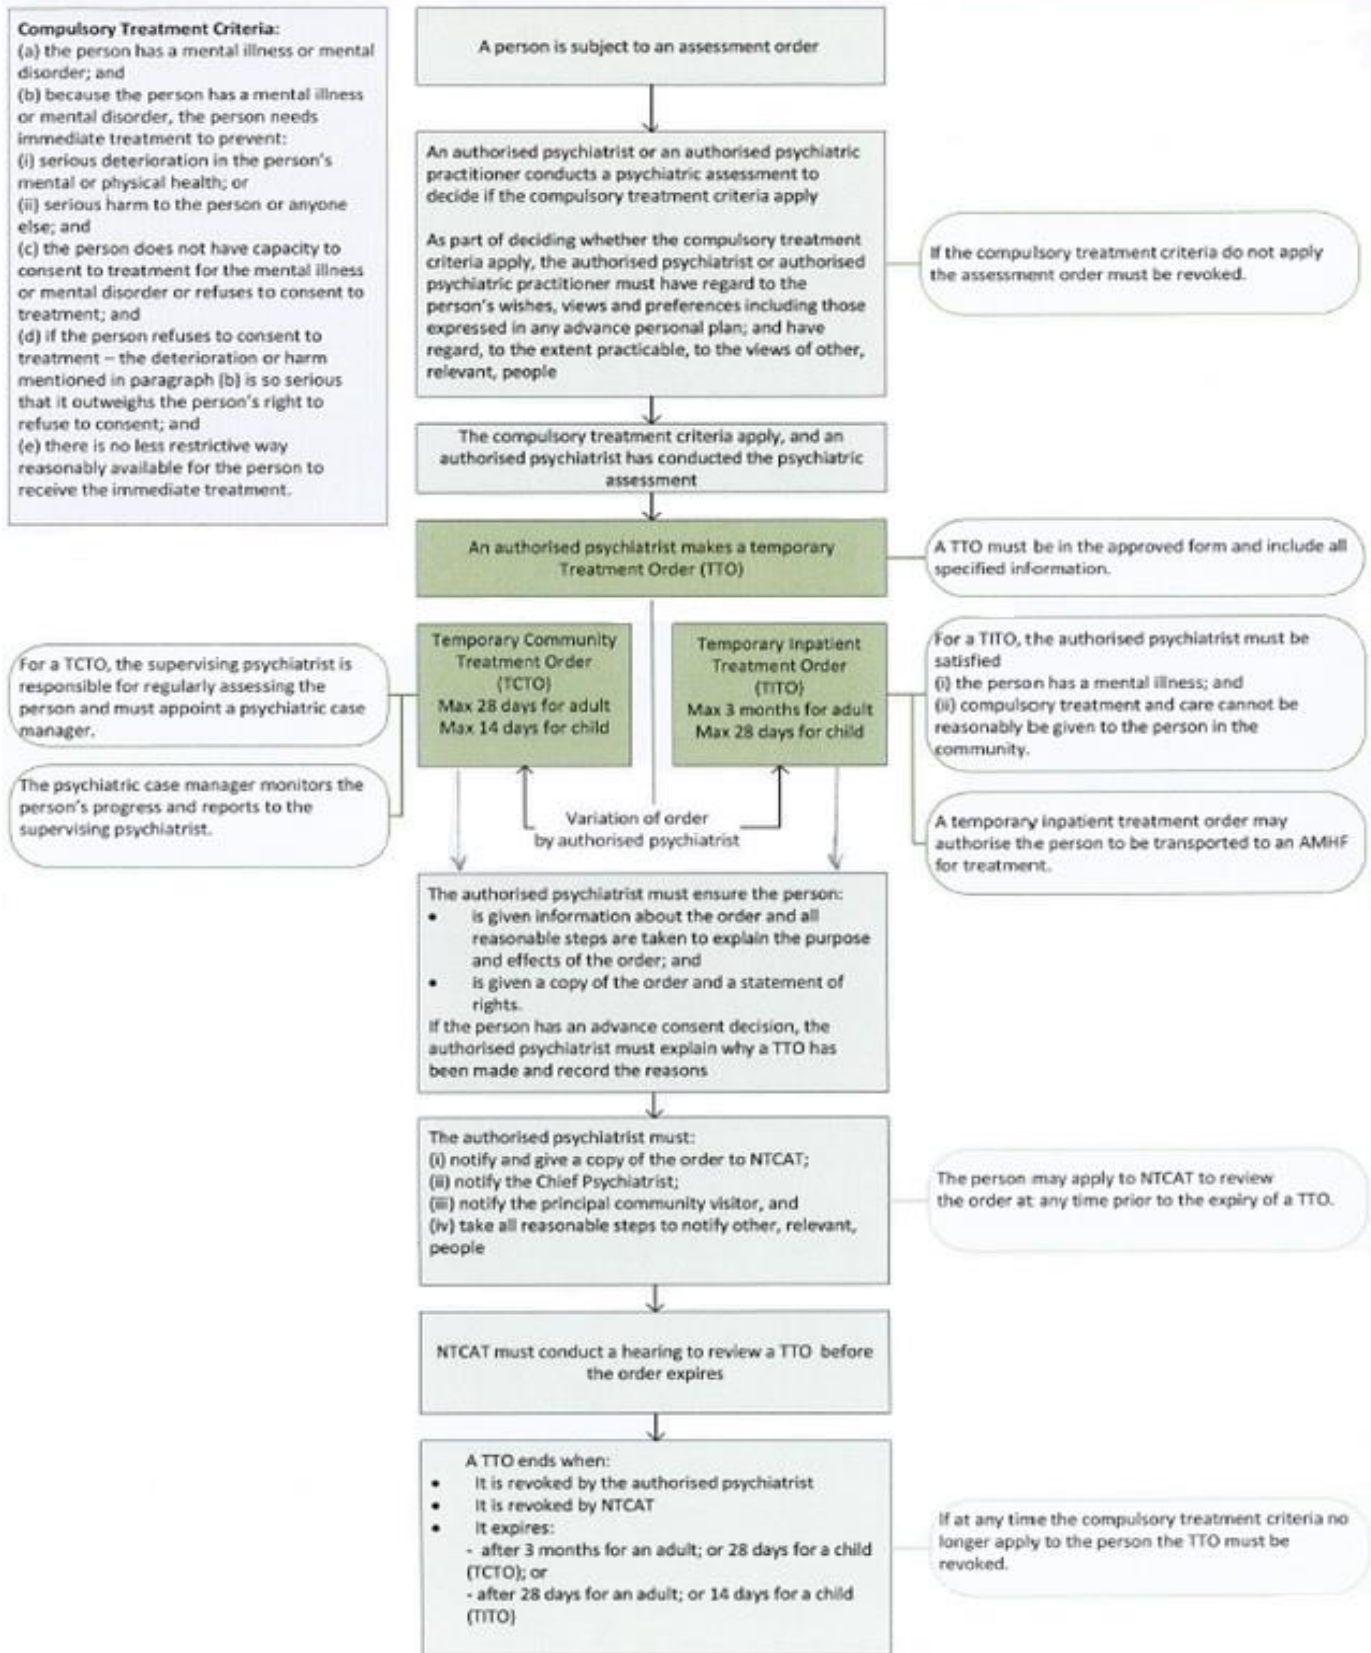 Compulsory Treatment Criteria:
(a) the person has a mental illness or mental
disorder; and
(b) because the person has a mental illness
or mental disorder, the person needs
immediate treatment to prevent:
(i) serious deterioration in the person's
mental or physical health; or
(ii) serious harm to the person or anyone
else; and
(c) the person does not have capacity to
consent to treatment for the mental illness
or mental disorder or refuses to consent to
treatment; and
(d) if the person refuses to consent to
treatment – the deterioration or harm
mentioned in paragraph (b) is so serious
that it outweighs the person's right to
refuse to consent; and
(e) there is no less restrictive way
reasonably available for the person to
receive the immediate treatment.
A person is subject to an assessment order
An authorised psychiatrist or an authorised psychiatric
practitioner conducts a psychiatric assessment to
decide if the compulsory treatment criteria apply
As part of deciding whether the compulsory treatment
criteria apply, the authorised psychiatrist or authorised
psychiatric practitioner must have regard to the
person's wishes, views and preferences including those
expressed in any advance personal plan; and have
regard, to the extent practicable, to the views of other,
relevant, people
If the compulsory treatment criteria do not apply
the assessment order must be revoked.
The compulsory treatment criteria apply, and an
authorised psychiatrist has conducted the psychiatric
assessment
An authorised psychiatrist makes a temporary
Treatment Order (TTO)
A TTO must be in the approved form and include all
specified information.
For a TCTO, the supervising psychiatrist is
responsible for regularly assessing the
person and must appoint a psychiatric case
manager.
The psychiatric case manager monitors the
person's progress and reports to the
supervising psychiatrist.
Temporary Community
Treatment Order
(TCTO)
Max 28 days for adult
Max 14 days for child
Temporary Inpatient
Treatment Order
(TITO)
Max 3 months for adult
Max 28 days for child
For a TITO, the authorised psychiatrist must be
satisfied
(i) the person has a mental illness; and
(ii) compulsory treatment and care cannot be
reasonably be given to the person in the
community.
A temporary inpatient treatment order may
authorise the person to be transported to an AMHF
for treatment.
Variation of order
by authorised psychiatrist
The authorised psychiatrist must ensure the person:
• is given information about the order and all
reasonable steps are taken to explain the purpose
and effects of the order; and
• is given a copy of the order and a statement of
rights.
If the person has an advance consent decision, the
authorised psychiatrist must explain why a TTO has
been made and record the reasons
The authorised psychiatrist must:
(i) notify and give a copy of the order to NTCAT;
(ii) notify the Chief Psychiatrist;
(iii) notify the principal community visitor, and
(iv) take all reasonable steps to notify other, relevant,
people
The person may apply to NTCAT to review
the order at any time prior to the expiry of a TTO.
NTCAT must conduct a hearing to review a TTO before
the order expires
A TTO ends when:
• It is revoked by the authorised psychiatrist
• It is revoked by NTCAT
• It expires:
- after 3 months for an adult; or 28 days for a child
(TCTO); or
- after 28 days for an adult; or 14 days for a child
(TITO)
If at any time the compulsory treatment criteria no
longer apply to the person the TTO must be
revoked.